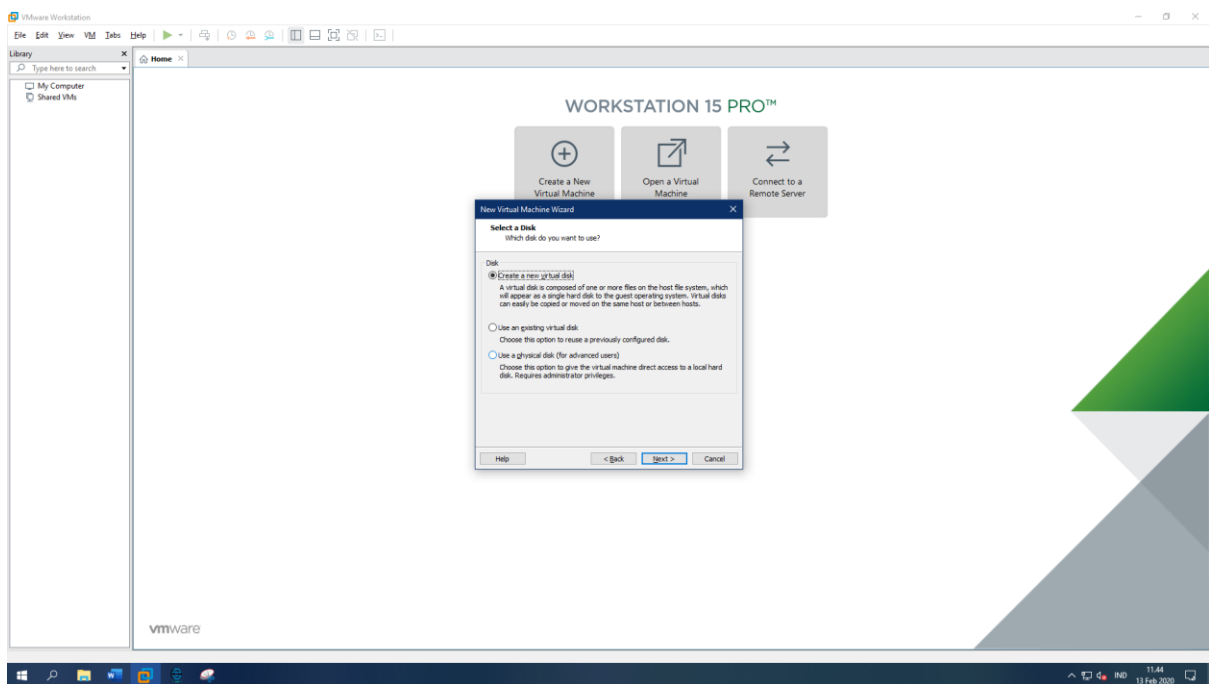 VMware Workstation
File Edit View VM Tabs Help
Library
Type here to search
My Computer
Shared VMs
Home
WORKSTATION 15 PRO™
Create a New
Virtual Machine
Open a Virtual
Machine
Connect to a
Remote Server
New Virtual Machine Wizard
Select a Disk
Which disk do you want to use?
Disk
Create a new virtual disk
A virtual disk is composed of one or more files on the host file system, which
will appear as a single hard disk to the guest operating system. Virtual disks
can easily be copied or moved on the same host or between hosts.
Use an existing virtual disk
Choose this option to reuse a previously configured disk.
Use a physical disk (for advanced users)
Choose this option to give the virtual machine direct access to a local hard
disk. Requires administrator privileges.
Help < Back Next > Cancel
vmware
IND
11.44
13 Feb 2020